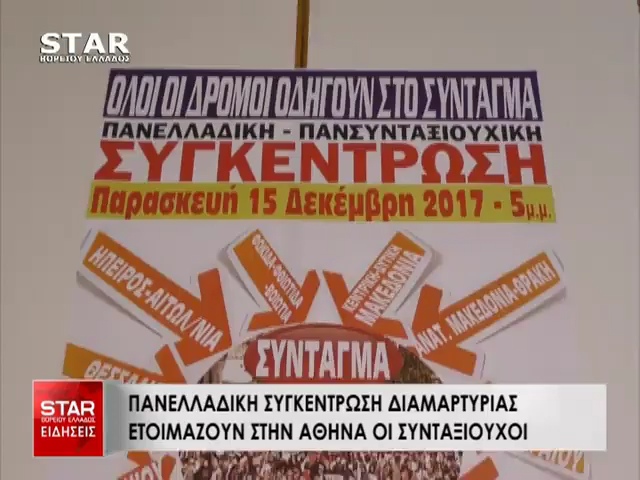 STAR
ΒΟΡΕΙΟΥ ΕΛΛΑΔΟΣ
ΟΛΟΙ ΟΙ ΔΡΟΜΟΙ ΟΔΗΓΟΥΝ ΣΤΟ ΣΥΝΤΑΓΜΑ
ΠΑΝΕΛΛΑΔΙΚΗ - ΠΑΝΣΥΝΤΑΞΙΟΥΧΙΚΗ
ΣΥΓΚΕΝΤΡΩΣΗ
Παρασκευή 15 Δεκέμβρη 2017 - 5μ.μ.
ΗΠΕΙΡΟΣ-ΑΙΤΩΛ/ΝΙΑ
ΦΩΚΙΔΑ-ΦΘΙΩΤΙΔΑ
-ΒΟΙΩΤΙΑ
ΚΕΝΤΡΙΚΗ-ΔΥΤΙΚΗ
ΜΑΚΕΔΟΝΙΑ
ΑΝΑΤ. ΜΑΚΕΔΟΝΙΑ-ΘΡΑΚΗ
ΣΥΝΤΑΓΜΑ
STAR
ΒΟΡΕΙΟΥ ΕΛΛΑΔΟΣ
ΕΙΔΗΣΕΙΣ
ΠΑΝΕΛΛΑΔΙΚΗ ΣΥΓΚΕΝΤΡΩΣΗ ΔΙΑΜΑΡΤΥΡΙΑΣ
ΕΤΟΙΜΑΖΟΥΝ ΣΤΗΝ ΑΘΗΝΑ ΟΙ ΣΥΝΤΑΞΙΟΥΧΟΙ